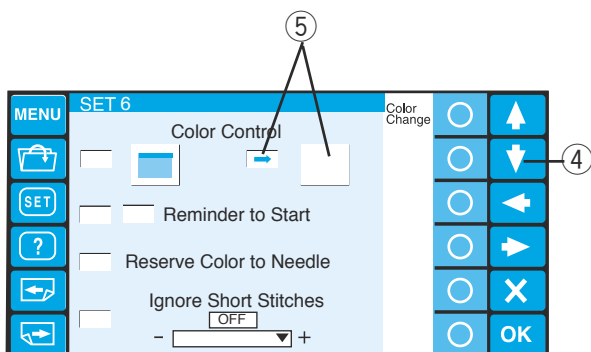 ⑤
MENU SET 6 Color Change
Color Control
④
SET Reminder to Start
? Reserve Color to Needle
Ignore Short Stitches
OFF
- + OK